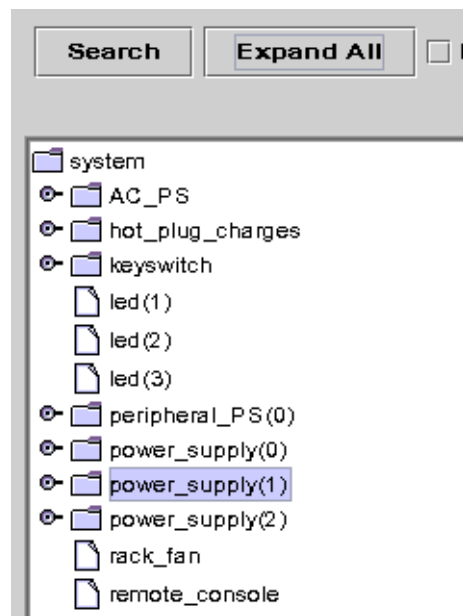 Search Expand All
system
AC_PS
hot_plug_charges
keyswitch
led(1)
led(2)
led(3)
peripheral_PS(0)
power_supply(0)
power_supply(1)
power_supply(2)
rack_fan
remote_console